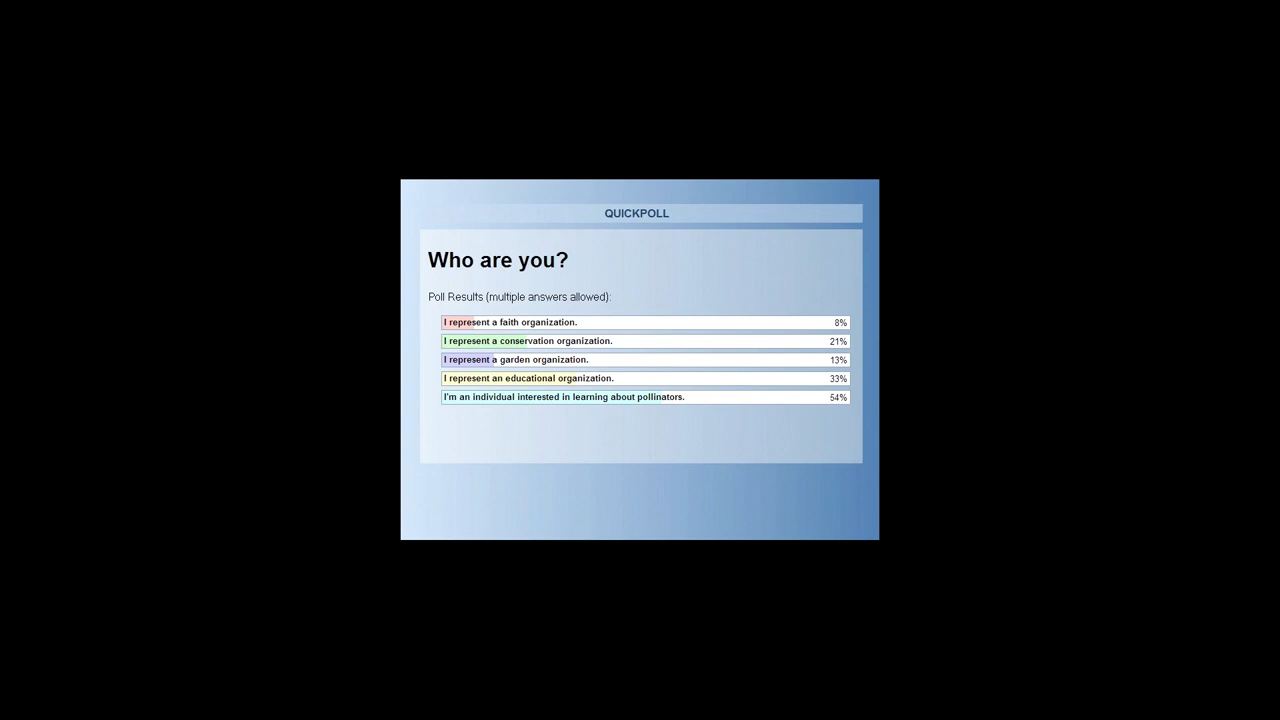 QUICKPOLL
Who are you?
Poll Results (multiple answers allowed):
I represent a faith organization. 8%
I represent a conservation organization. 21%
I represent a garden organization. 13%
I represent an educational organization. 33%
I'm an individual interested in learning about pollinators. 54%